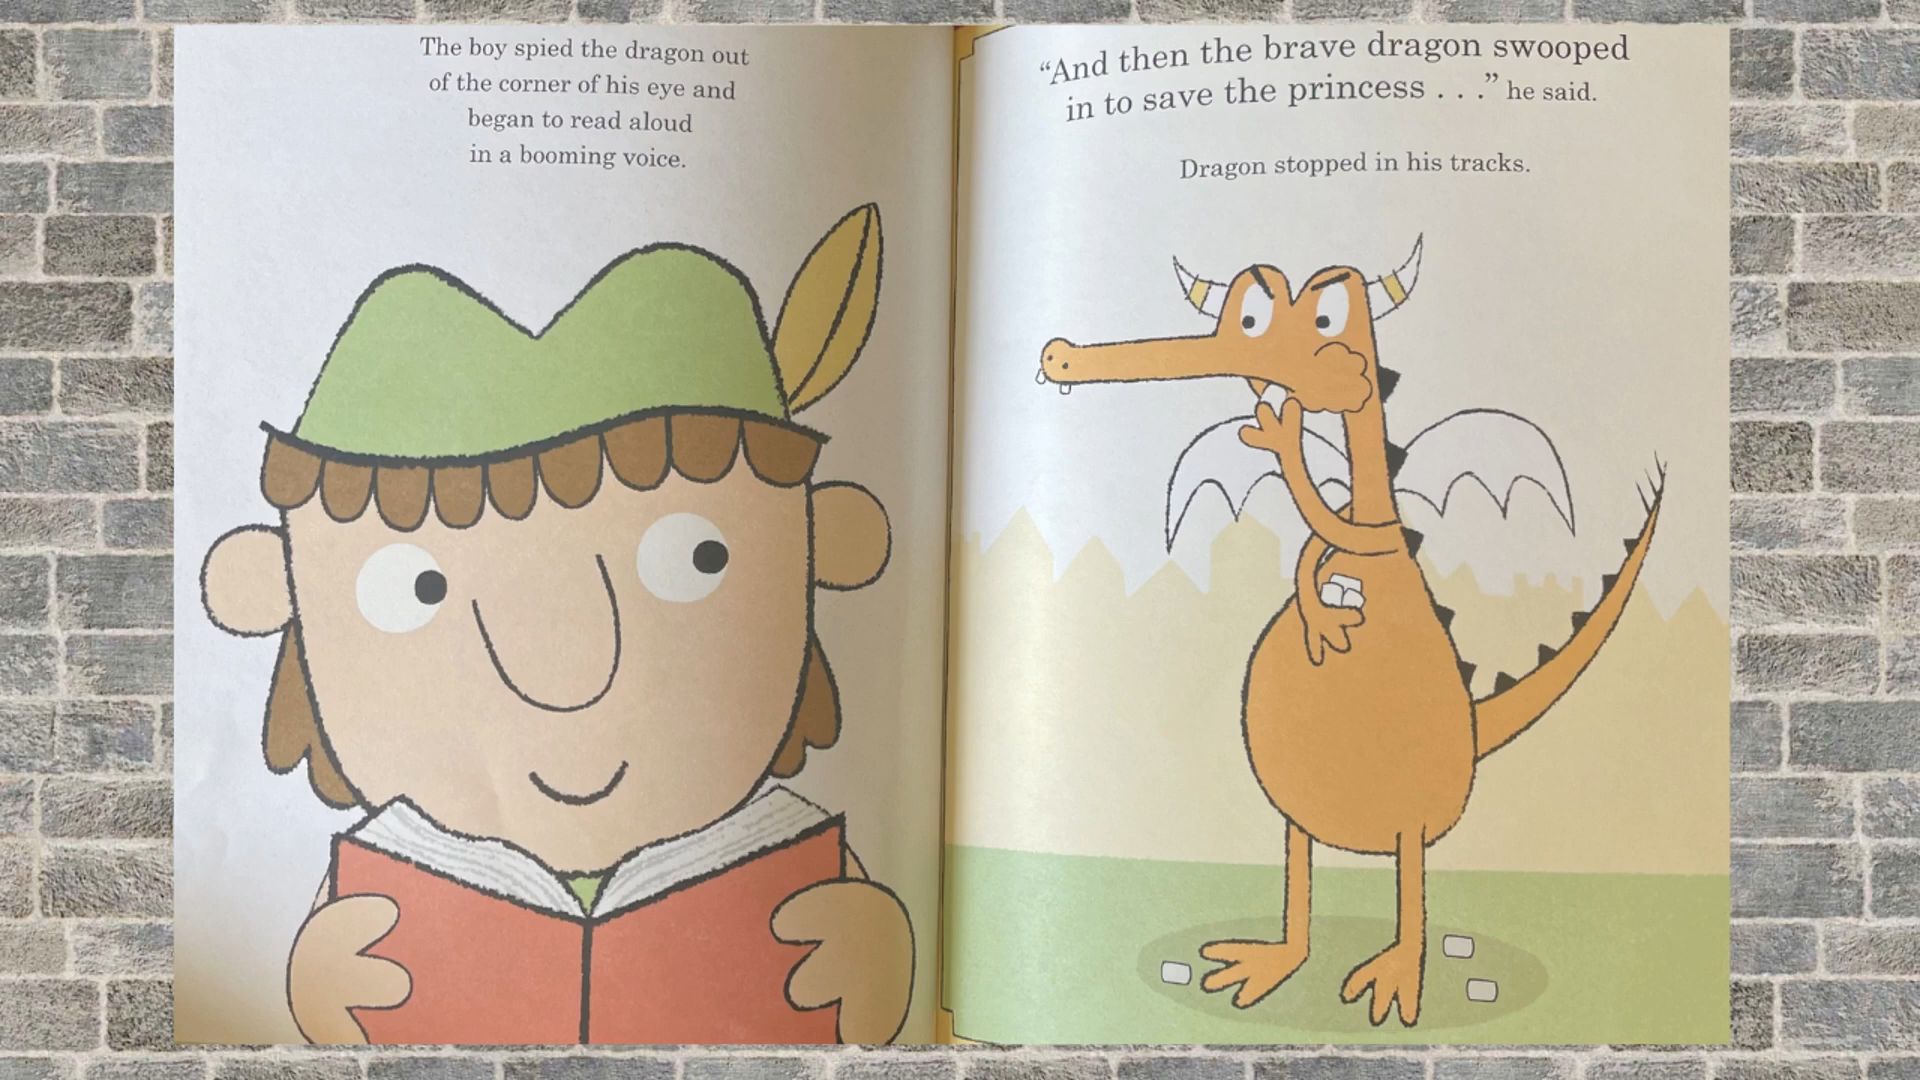 The boy spied the dragon out
of the corner of his eye and
began to read aloud
in a booming voice.
“And then the brave dragon swooped
in to save the princess . . .” he said.
Dragon stopped in his tracks.